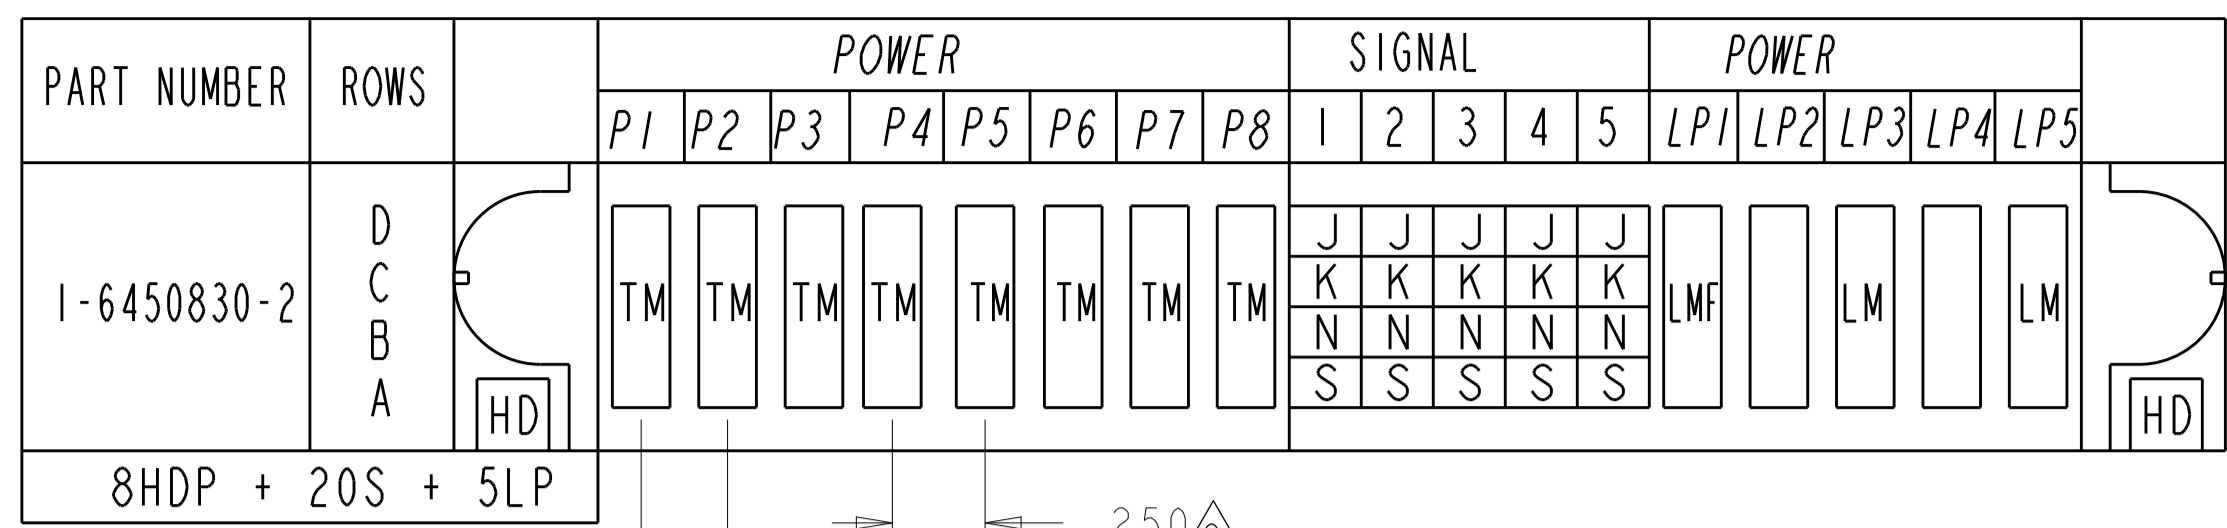 POWER SIGNAL POWER
PART NUMBER ROWS
P1 P2 P3 P4 P5 P6 P7 P8 1 2 3 4 5 LP1 LP2 LP3 LP4 LP5
D J J J J J
C K K K K K
1-6450830-2 TM TM TM TM TM TM TM TM LMF LM LM
B N N N N N
A S S S S S
HD HD
8HDP + 20S + 5LP
250